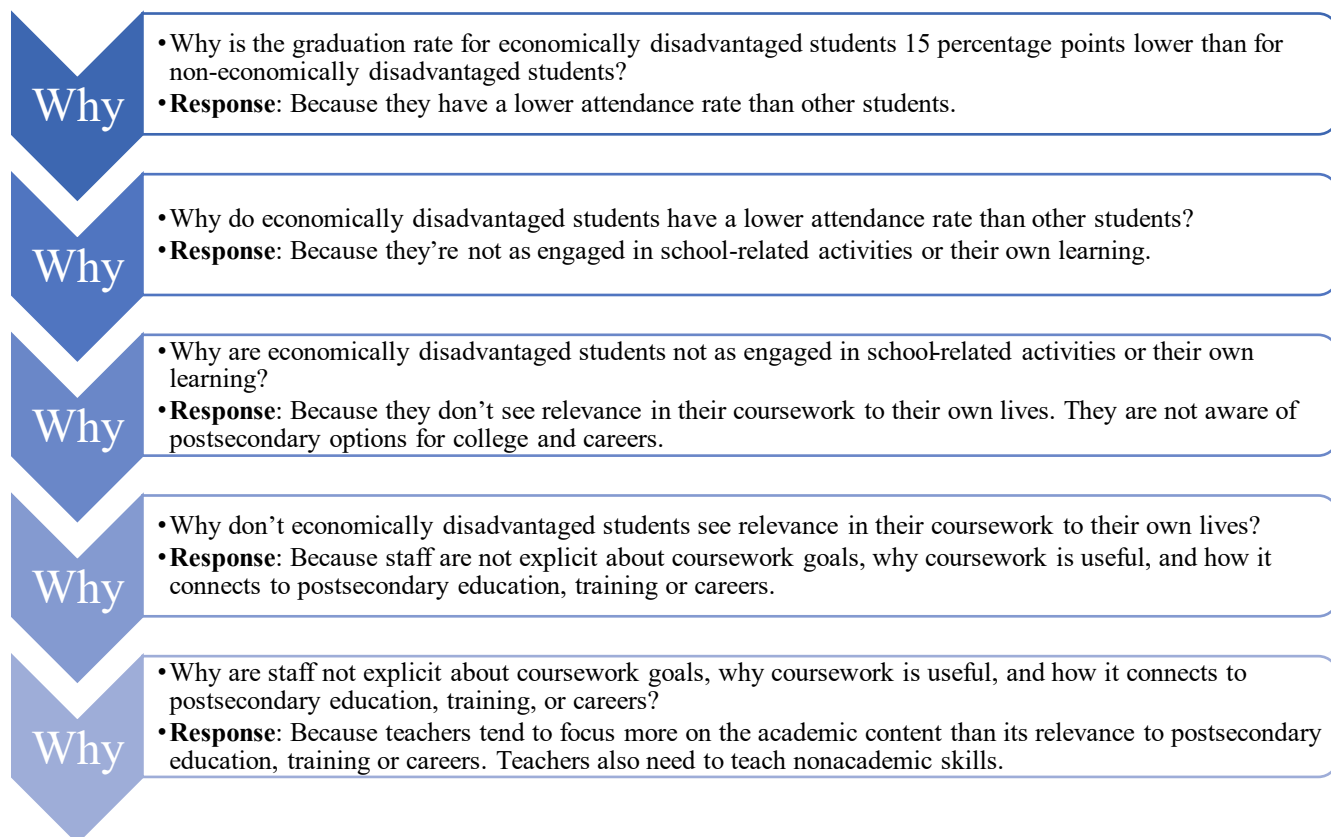 Why
•Why is the graduation rate for economically disadvantaged students 15 percentage points lower than for
non-economically disadvantaged students?
•Response: Because they have a lower attendance rate than other students.
Why
•Why do economically disadvantaged students have a lower attendance rate than other students?
•Response: Because they’re not as engaged in school-related activities or their own learning.
Why
•Why are economically disadvantaged students not as engaged in school-related activities or their own
learning?
•Response: Because they don’t see relevance in their coursework to their own lives. They are not aware of
postsecondary options for college and careers.
Why
•Why don’t economically disadvantaged students see relevance in their coursework to their own lives?
•Response: Because staff are not explicit about coursework goals, why coursework is useful, and how it
connects to postsecondary education, training or careers.
Why
•Why are staff not explicit about coursework goals, why coursework is useful, and how it connects to
postsecondary education, training, or careers?
•Response: Because teachers tend to focus more on the academic content than its relevance to postsecondary
education, training or careers. Teachers also need to teach nonacademic skills.